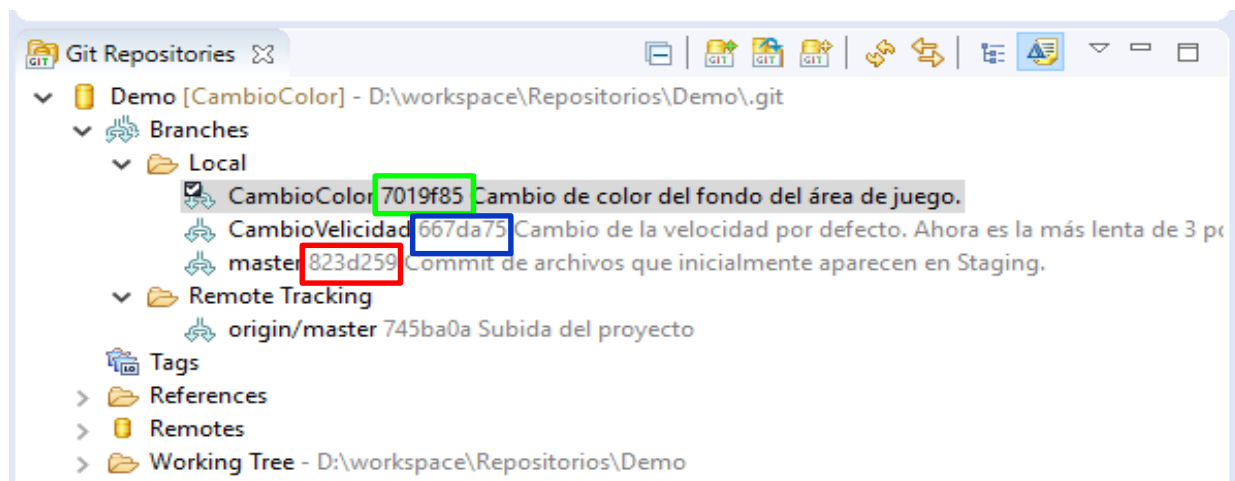 Git Repositories
Demo [CambioColor] - D:\workspace\Repositorios\Demo\.git
Branches
Local
CambioColor 7019f85 Cambio de color del fondo del área de juego.
CambioVelicidad 667da75 Cambio de la velocidad por defecto. Ahora es la más lenta de 3 po
master 823d259 Commit de archivos que inicialmente aparecen en Staging.
Remote Tracking
origin/master 745ba0a Subida del proyecto
Tags
References
Remotes
Working Tree - D:\workspace\Repositorios\Demo